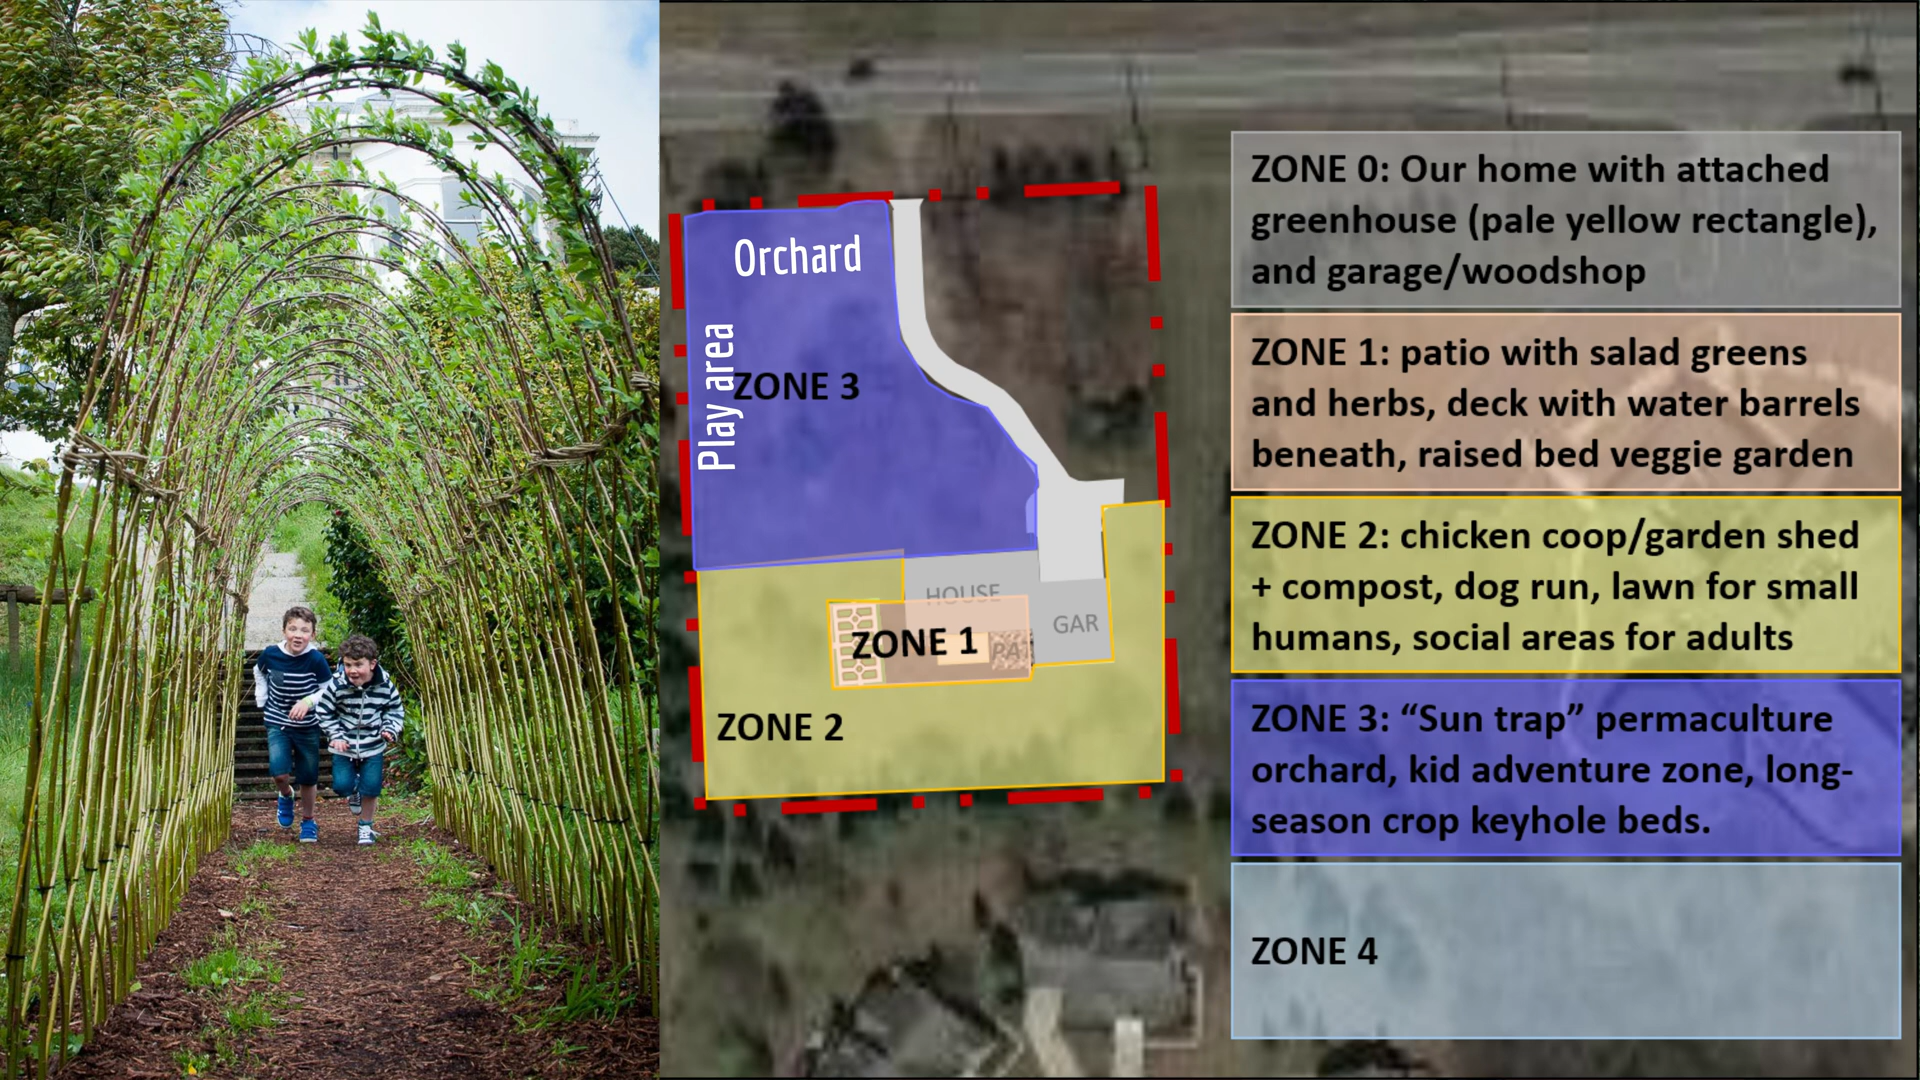 Orchard
Play area
ZONE 3
HOUSE
GAR
ZONE 1
PA
ZONE 2
ZONE 0: Our home with attached
greenhouse (pale yellow rectangle),
and garage/woodshop
ZONE 1: patio with salad greens
and herbs, deck with water barrels
beneath, raised bed veggie garden
ZONE 2: chicken coop/garden shed
+ compost, dog run, lawn for small
humans, social areas for adults
ZONE 3: “Sun trap” permaculture
orchard, kid adventure zone, long-
season crop keyhole beds.
ZONE 4